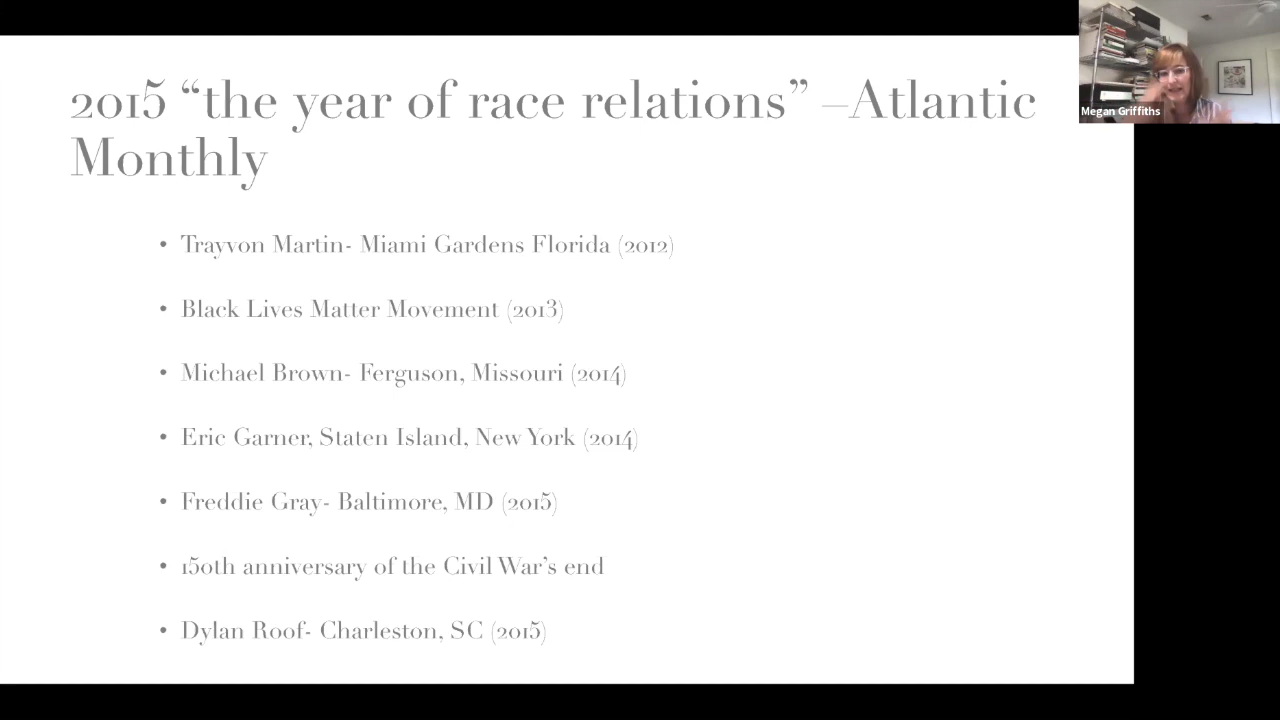 2015 “the year of race relations” –Atlantic
Monthly
• Trayvon Martin- Miami Gardens Florida (2012)
• Black Lives Matter Movement (2013)
• Michael Brown- Ferguson, Missouri (2014)
• Eric Garner, Staten Island, New York (2014)
• Freddie Gray- Baltimore, MD (2015)
• 150th anniversary of the Civil War’s end
• Dylan Roof- Charleston, SC (2015)
Megan Griffiths